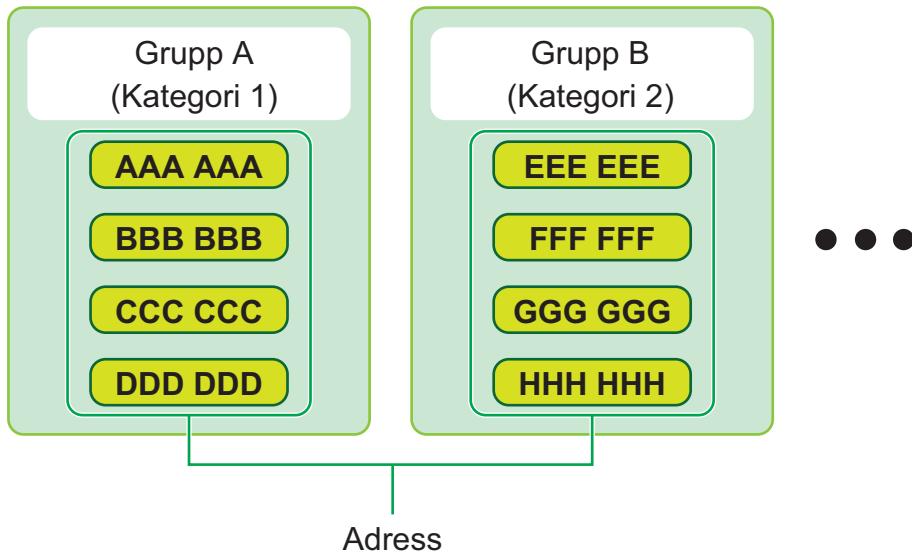 Grupp A
(Kategori 1)
AAA AAA
BBB BBB
CCC CCC
DDD DDD
Grupp B
(Kategori 2)
EEE EEE
FFF FFF
GGG GGG
HHH HHH
Adress